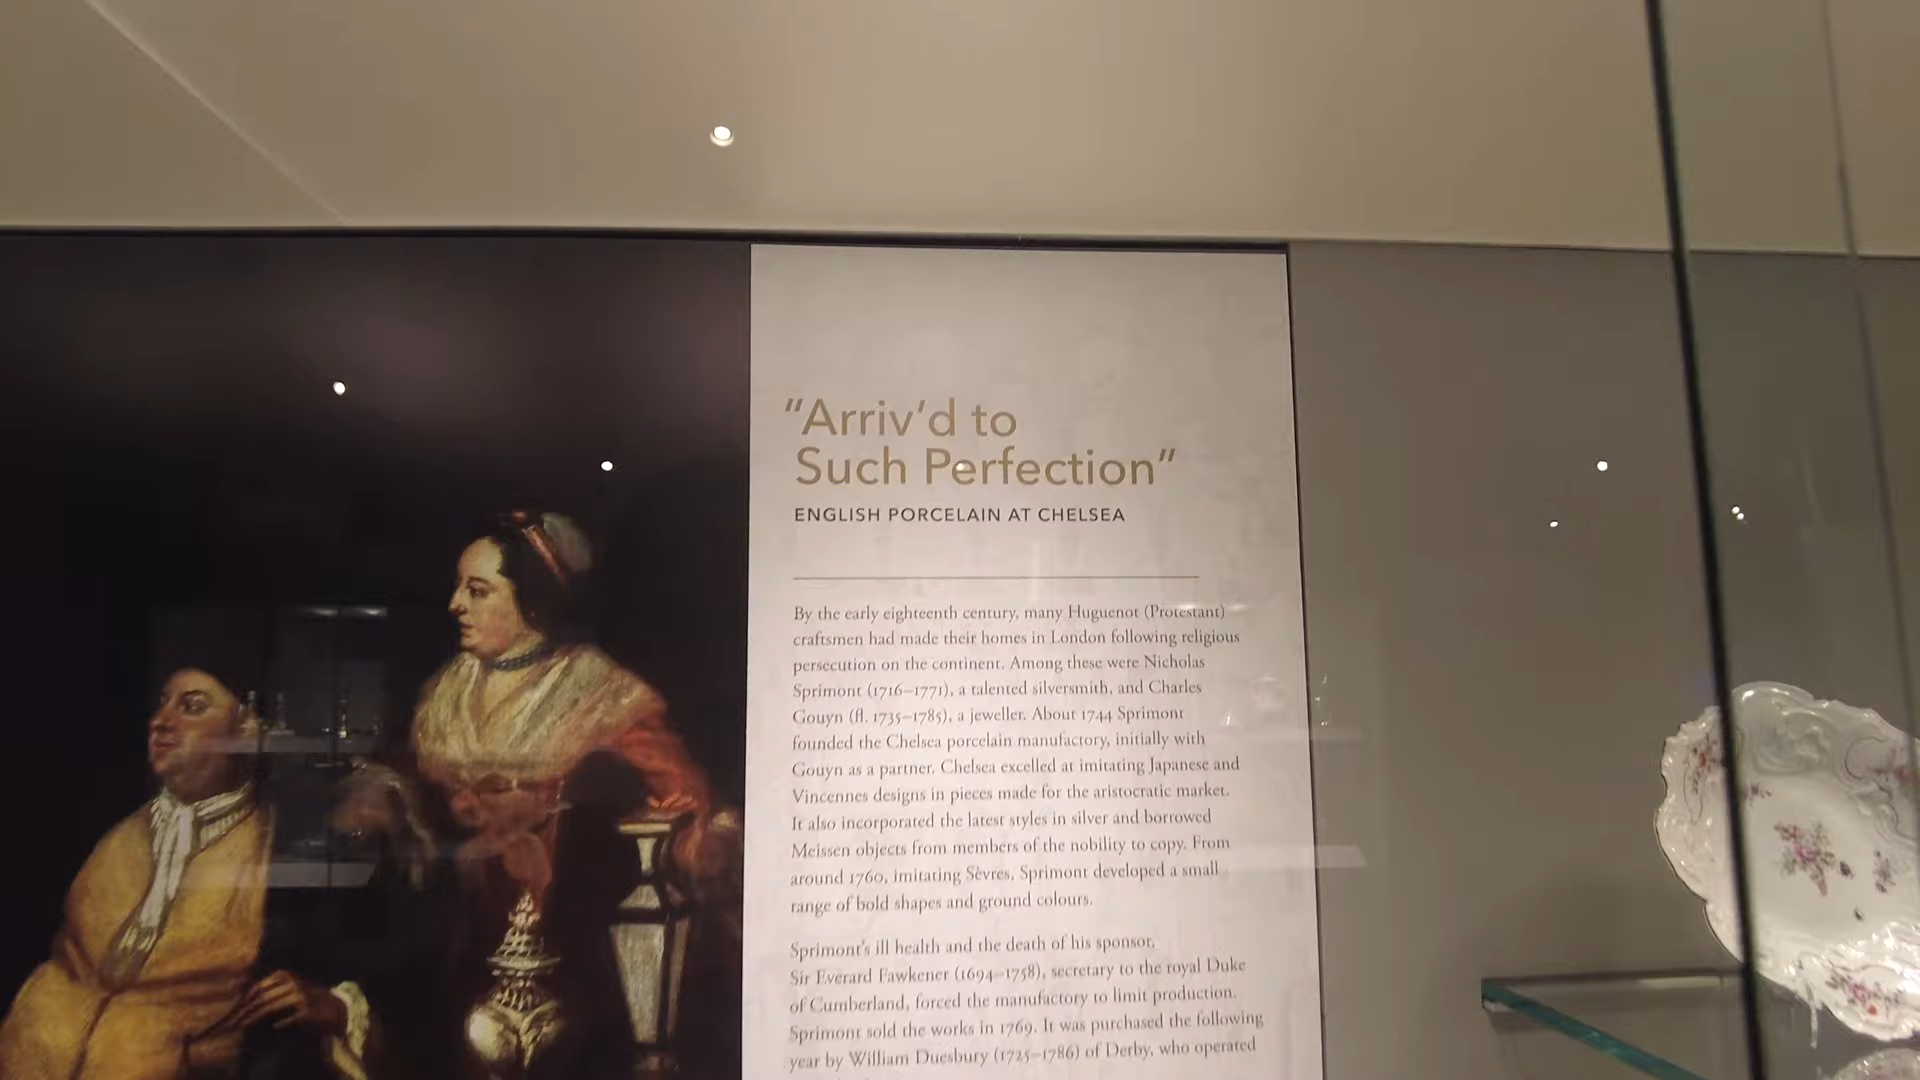 "Arriv'd to
Such Perfection"
ENGLISH PORCELAIN AT CHELSEA
By the early eighteenth century, many Huguenot (Protestant)
craftsmen had made their homes in London following religious
persecution on the continent. Among these were Nicholas
Sprimont (1716–1771), a talented silversmith, and Charles
Gouyn (fl. 1735–1785), a jeweller. About 1744 Sprimont
founded the Chelsea porcelain manufactory, initially with
Gouyn as a partner. Chelsea excelled at imitating Japanese and
Vincennes designs in pieces made for the aristocratic market.
It also incorporated the latest styles in silver and borrowed
Meissen objects from members of the nobility to copy. From
around 1760, imitating Sèvres, Sprimont developed a small
range of bold shapes and ground colours.
Sprimont's ill health and the death of his sponsor,
Sir Everard Fawkener (1694–1758), secretary to the royal Duke
of Cumberland, forced the manufactory to limit production.
Sprimont sold the works in 1769. It was purchased the following
year by William Duesbury (1725–1786) of Derby, who operated